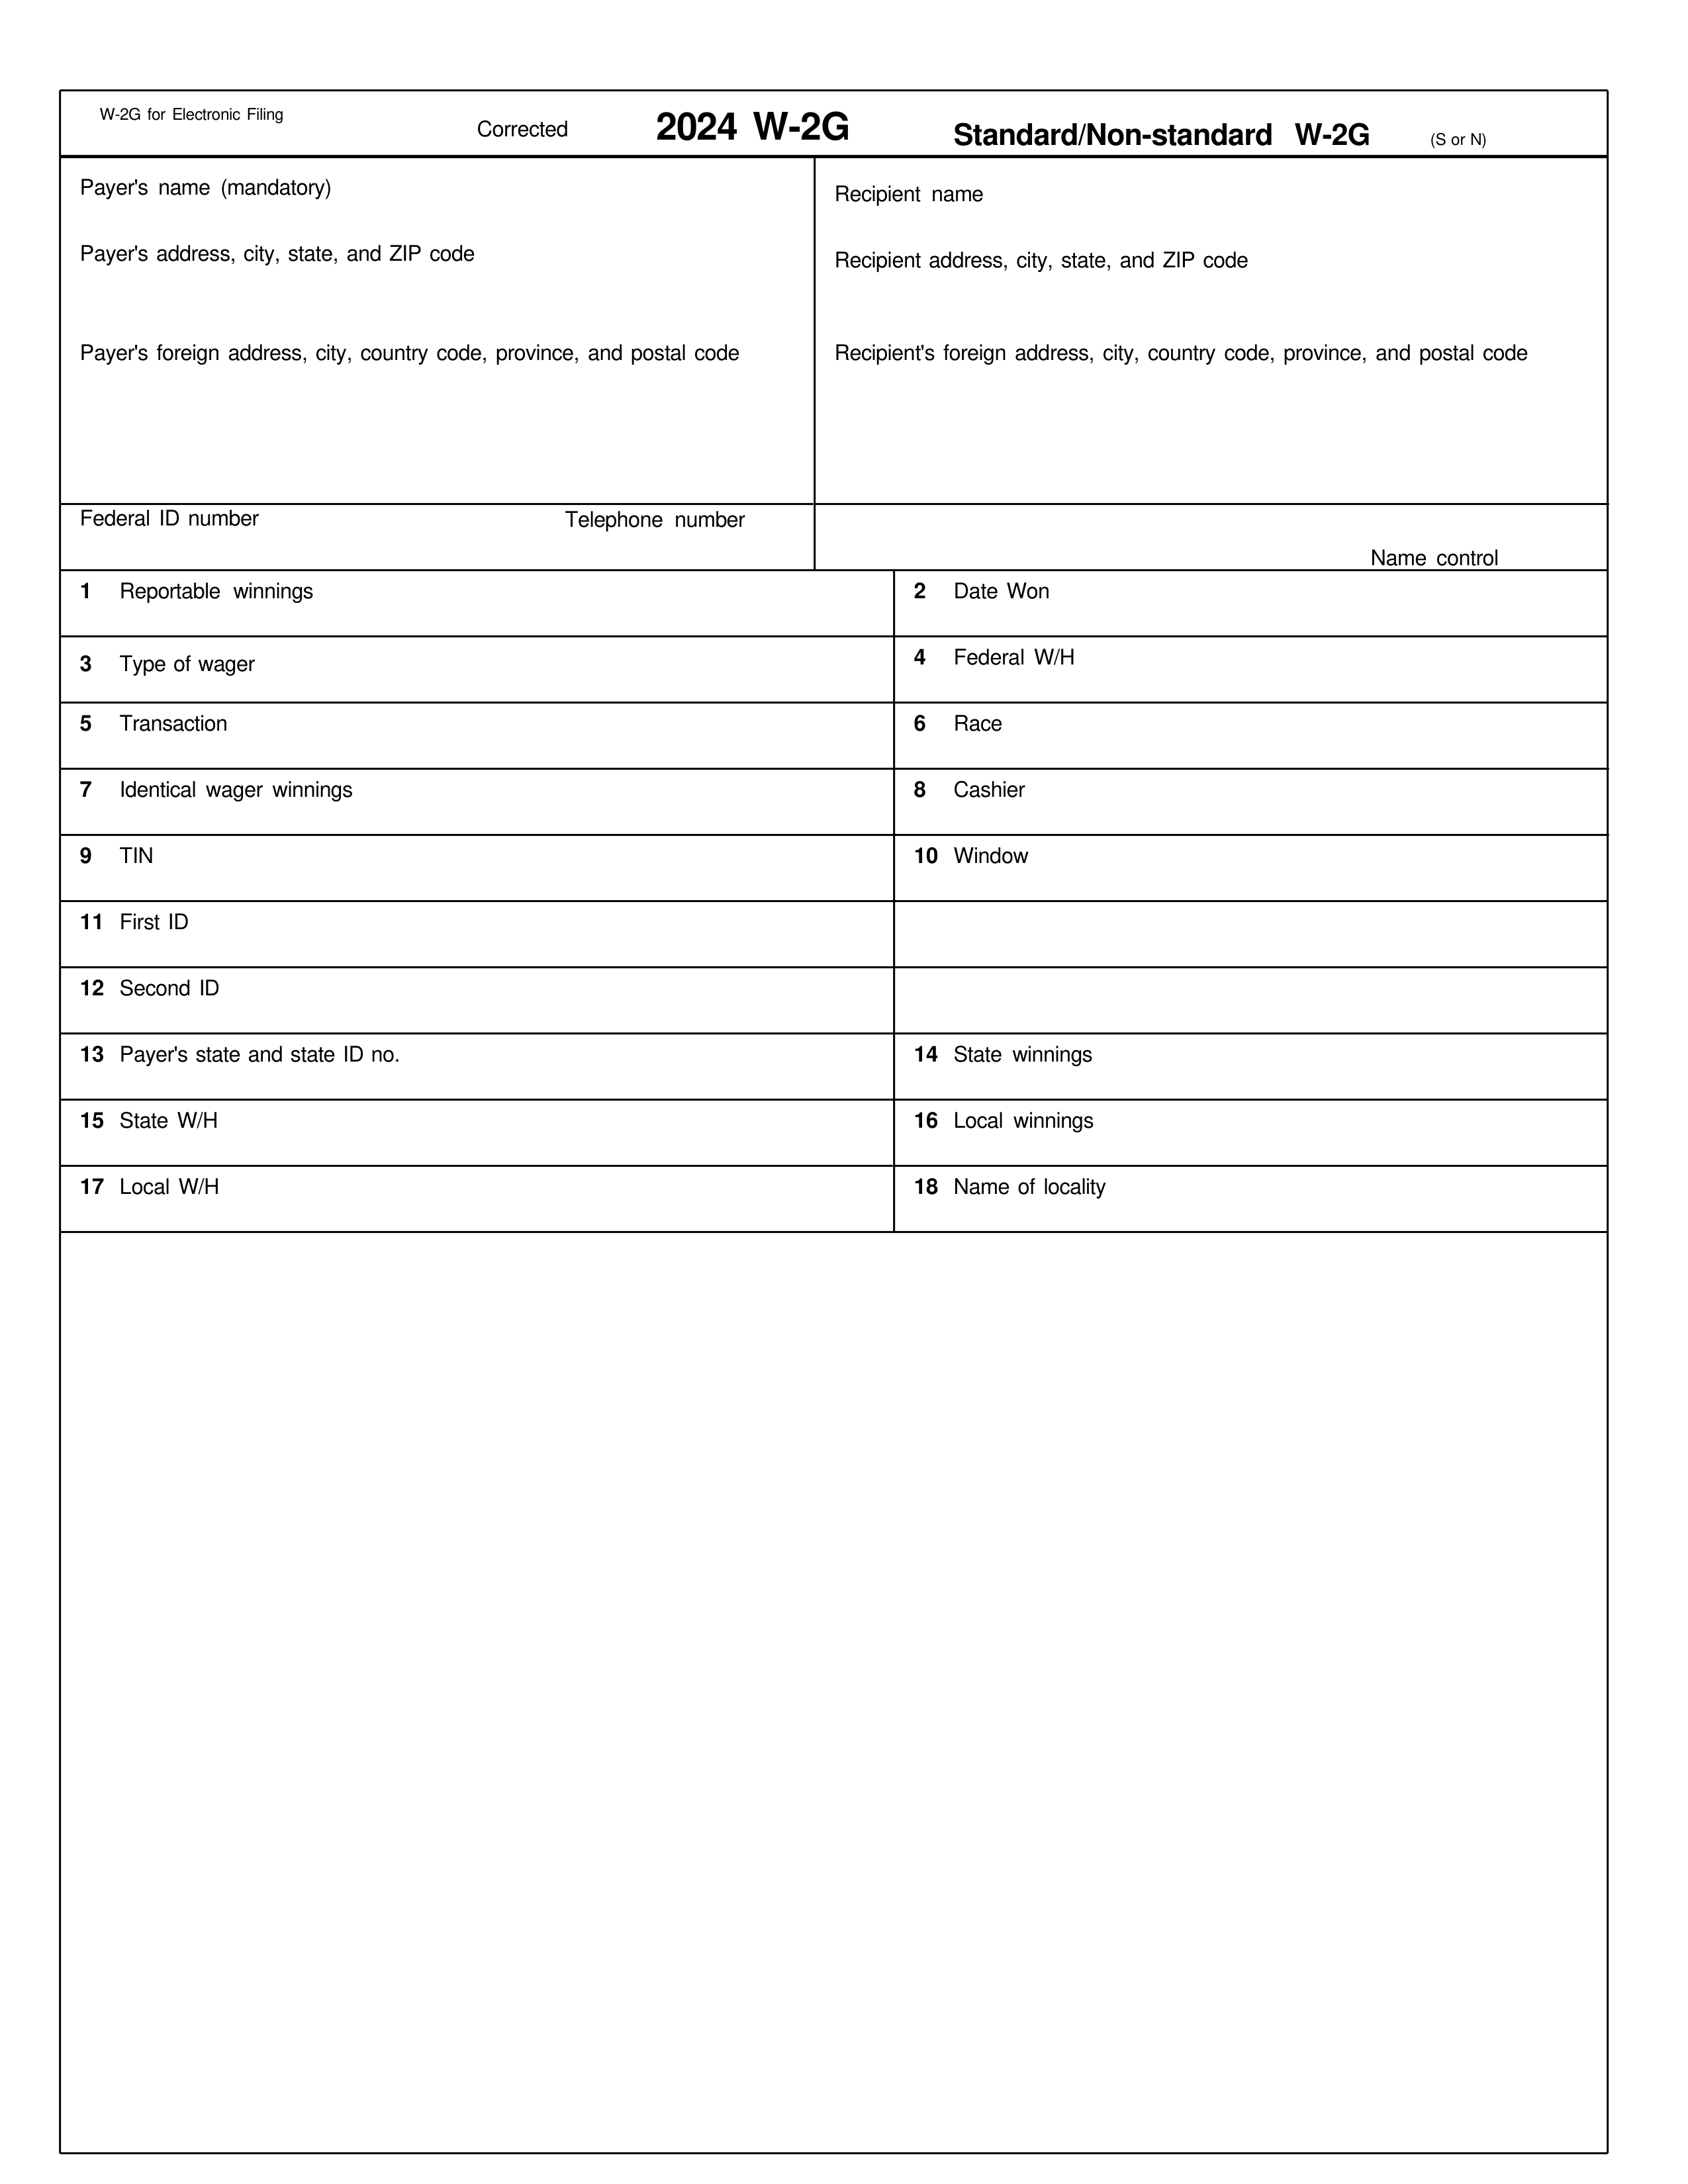 W-2G for Electronic Filing
Corrected
2024 W-2G
Standard/Non-standard W-2G (S or N)
Payer's name (mandatory)
Recipient name
Payer's address, city, state, and ZIP code
Recipient address, city, state, and ZIP code
Payer's foreign address, city, country code, province, and postal code
Recipient's foreign address, city, country code, province, and postal code
Federal ID number
Telephone number
Name control
1 Reportable winnings
2 Date Won
3 Type of wager
4 Federal W/H
5 Transaction
6 Race
7 Identical wager winnings
8 Cashier
9 TIN
10 Window
11 First ID
12 Second ID
13 Payer's state and state ID no.
14 State winnings
15 State W/H
16 Local winnings
17 Local W/H
18 Name of locality